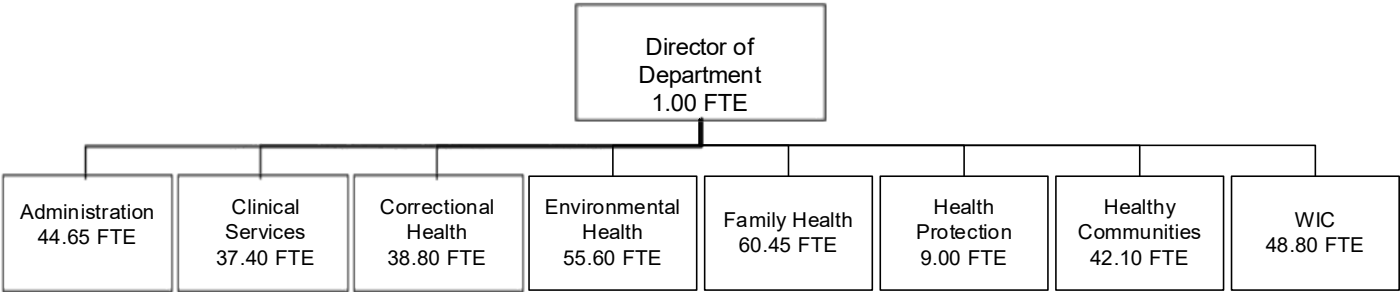 Director of
Department
1.00 FTE
Administration
44.65 FTE
Clinical
Services
37.40 FTE
Correctional
Health
38.80 FTE
Environmental
Health
55.60 FTE
Family Health
60.45 FTE
Health
Protection
9.00 FTE
Healthy
Communities
42.10 FTE
WIC
48.80 FTE